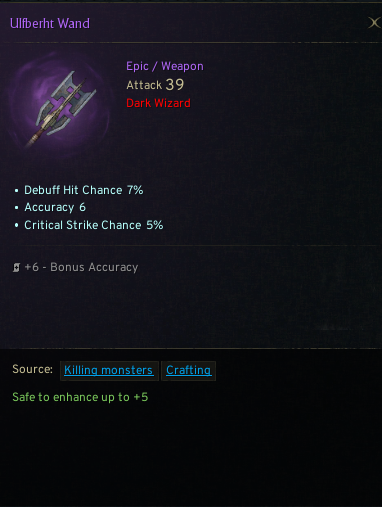 Ulfberht Wand
Epic / Weapon
Attack 39
Dark Wizard
• Debuff Hit Chance 7%
• Accuracy 6
• Critical Strike Chance 5%
+6 - Bonus Accuracy
Source: Killing monsters Crafting
Safe to enhance up to +5